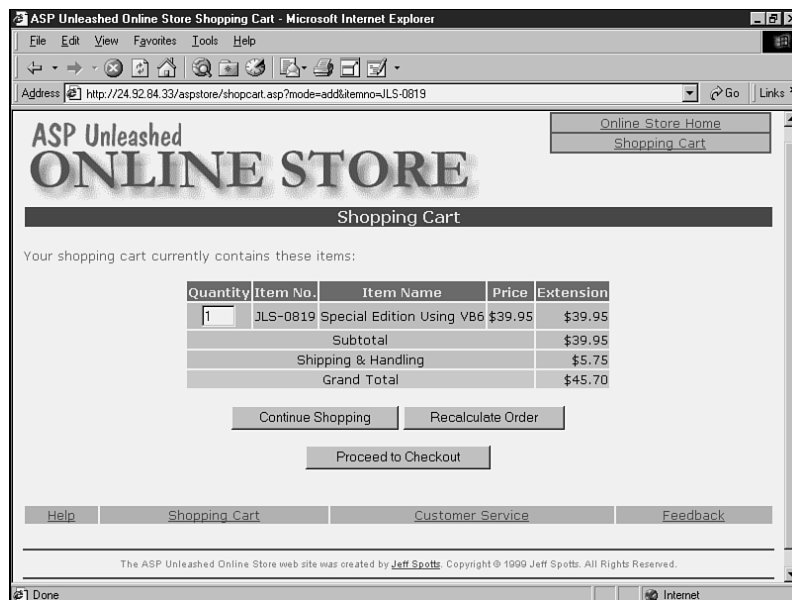 ASP Unleashed Online Store Shopping Cart - Microsoft Internet Explorer
File Edit View Favorites Tools Help
Address http://24.92.84.33/aspstore/shopcart.asp?mode=add&itemno=JLS-0819 Go Links
ASP Unleashed
ONLINE STORE
Online Store Home
Shopping Cart
Shopping Cart
Your shopping cart currently contains these items:
Quantity Item No. Item Name Price Extension
1 JLS-0819 Special Edition Using VB6 $39.95 $39.95
Subtotal $39.95
Shipping & Handling $5.75
Grand Total $45.70
Continue Shopping Recalculate Order
Proceed to Checkout
Help Shopping Cart Customer Service Feedback
The ASP Unleashed Online Store web site was created by Jeff Spotts. Copyright © 1999 Jeff Spotts. All Rights Reserved.
Done Internet